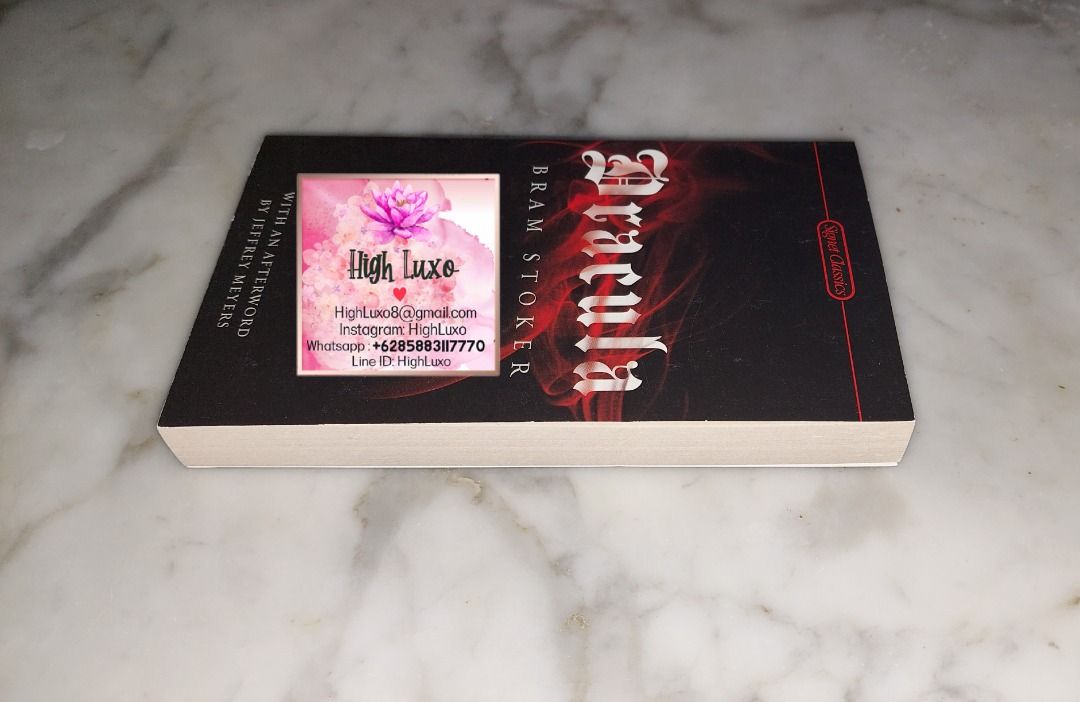 Signet Classics
Dracula
BRAM STOKER
High Luxo
HighLuxo8@gmail.com
Instagram: HighLuxo
Whatsapp : +6285883117770
Line ID: HighLuxo
WITH AN AFTERWORD
BY JEFFREY MEYERS